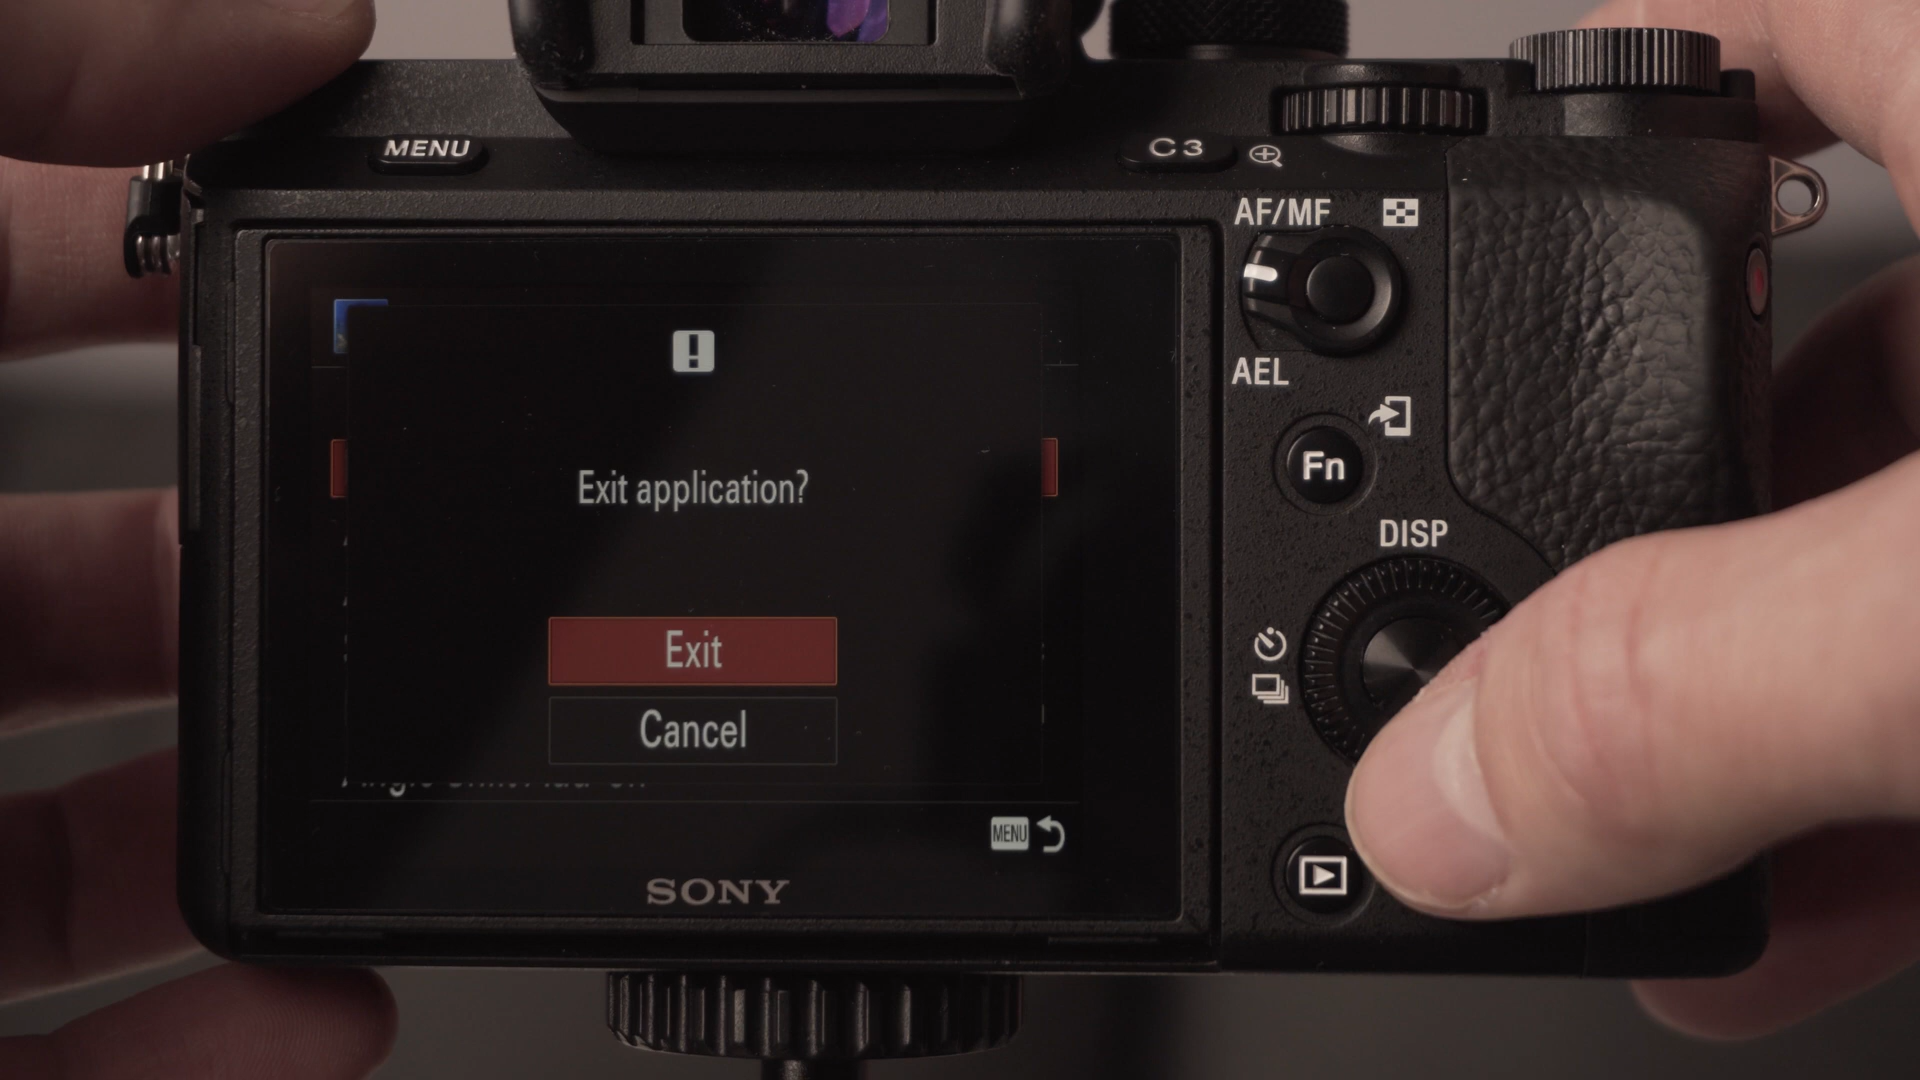 MENU
C3
AF/MF
AEL
Fn
DISP
Exit application?
Exit
Cancel
MENU
SONY